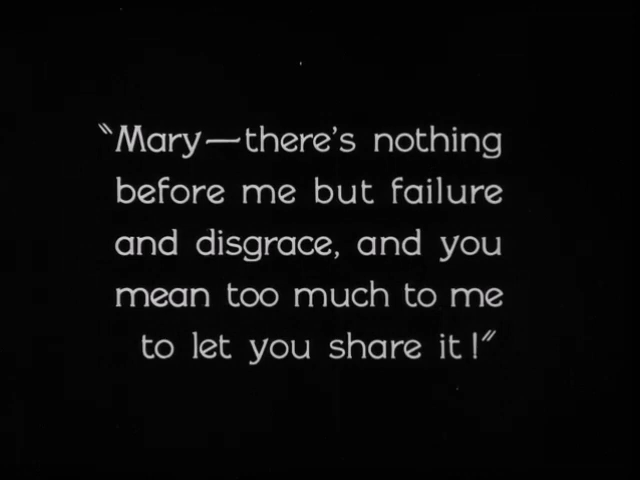 "Mary—there's nothing
before me but failure
and disgrace, and you
mean too much to me
to let you share it!"